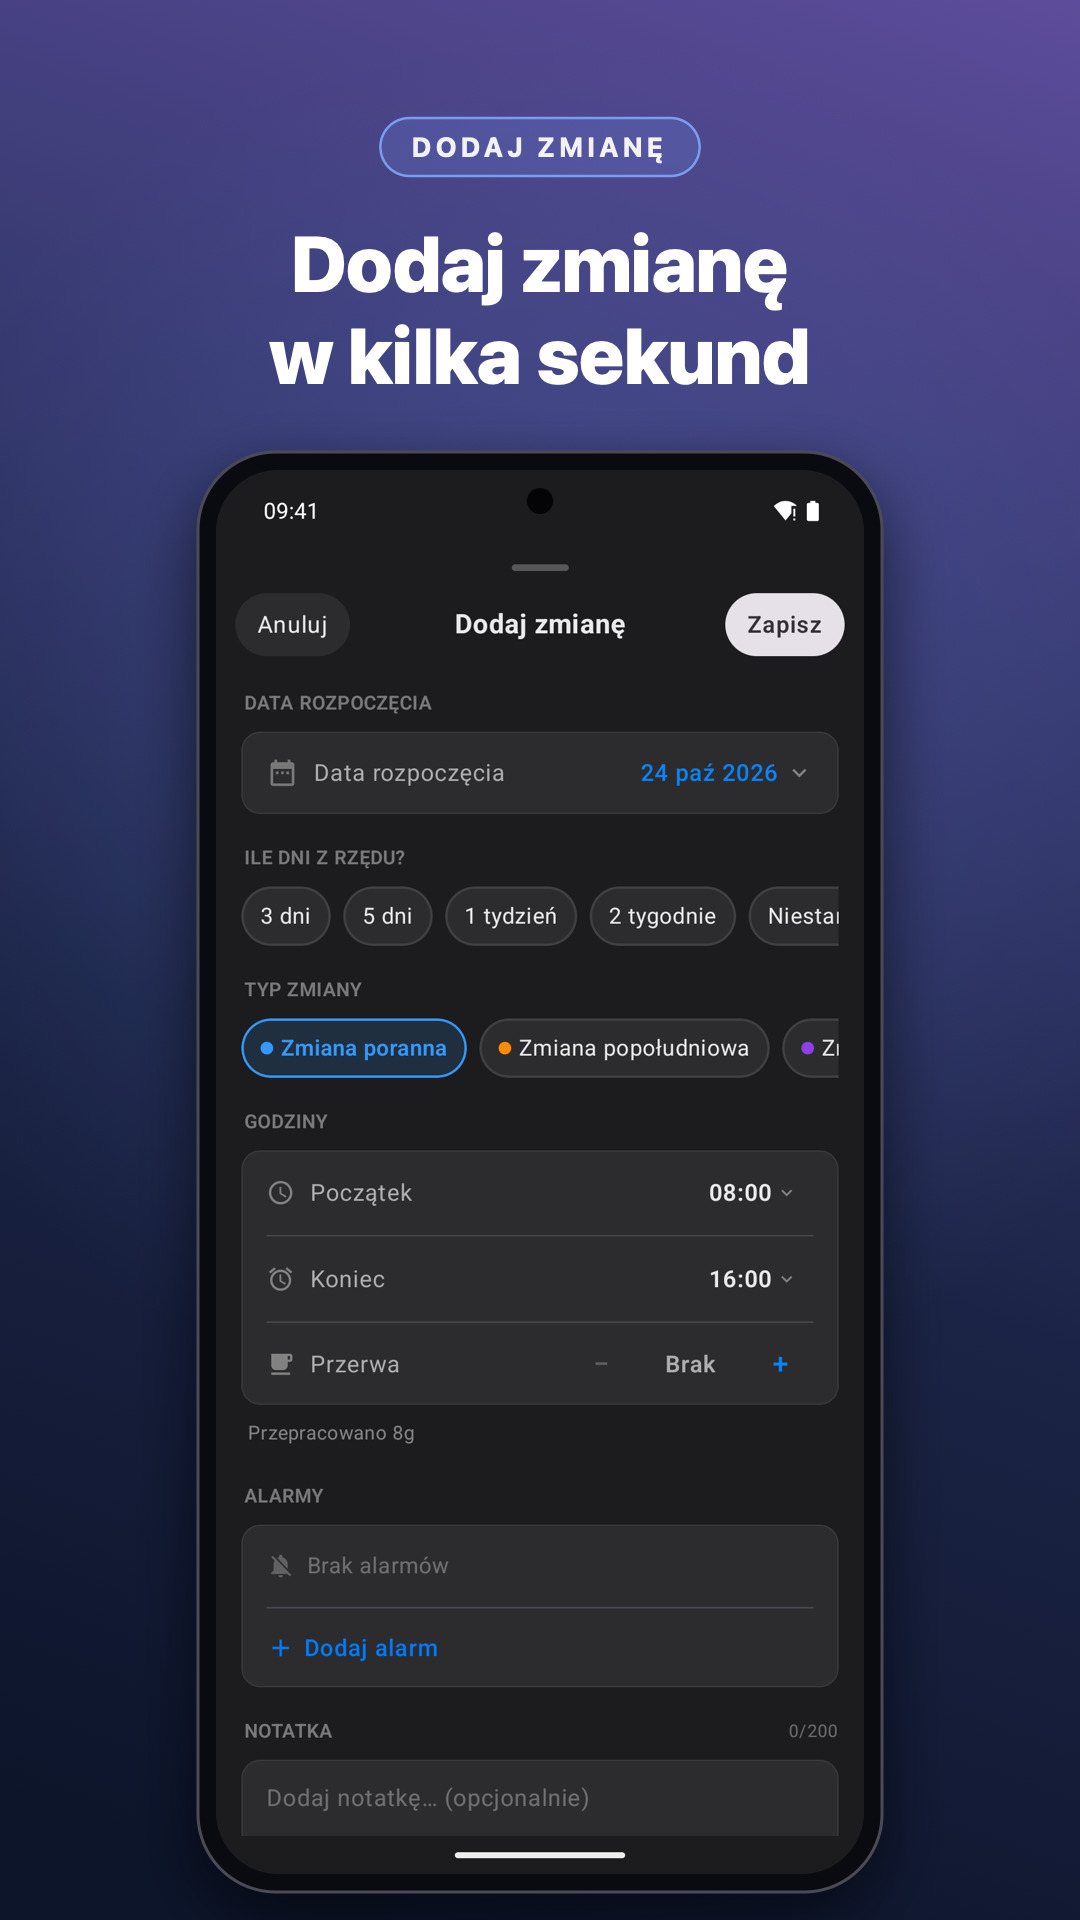 DODAJ ZMIANĘ
Dodaj zmianę
w kilka sekund
09:41
Anuluj
Dodaj zmianę
Zapisz
DATA ROZPOCZĘCIA
Data rozpoczęcia
24 paź 2026
ILE DNI Z RZĘDU?
3 dni
5 dni
1 tydzień
2 tygodnie
TYP ZMIANY
Zmiana poranna
Zmiana popołudniowa
GODZINY
Początek
08:00
Koniec
16:00
Przerwa
− Brak +
Przepracowano 8g
ALARMY
Brak alarmów
+ Dodaj alarm
NOTATKA
0/200
Dodaj notatkę... (opcjonalnie)